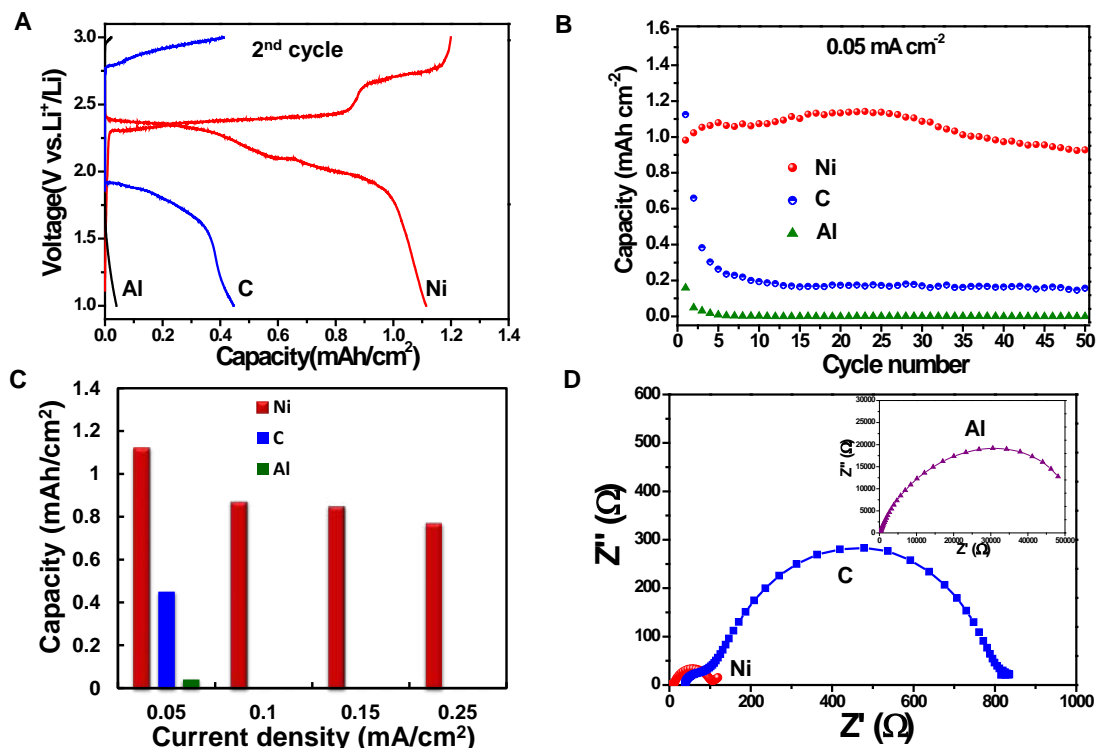 A
2nd cycle
Voltage(V vs.Li+/Li)
3.0
2.5
2.0
1.5
1.0
Al
C
Ni
0.0 0.2 0.4 0.6 0.8 1.0 1.2 1.4
Capacity(mAh/cm2)
B
0.05 mA cm-2
Capacity (mAh cm-2)
1.6
1.4
1.2
1.0
0.8
0.6
0.4
0.2
0.0
Ni
C
Al
0 5 10 15 20 25 30 35 40 45 50
Cycle number
C
Capacity (mAh/cm2)
1.4
1.2
1
0.8
0.6
0.4
0.2
0
Ni
C
Al
0.05 0.1 0.15 0.25
Current density (mA/cm2)
D
Z'' (Ω)
600
500
400
300
200
100
0
C
Ni
0 200 400 600 800 1000
Z' (Ω)
Al
Z'' (Ω)
30000
25000
20000
15000
10000
5000
0
0 10000 20000 30000 40000 50000
Z' (Ω)